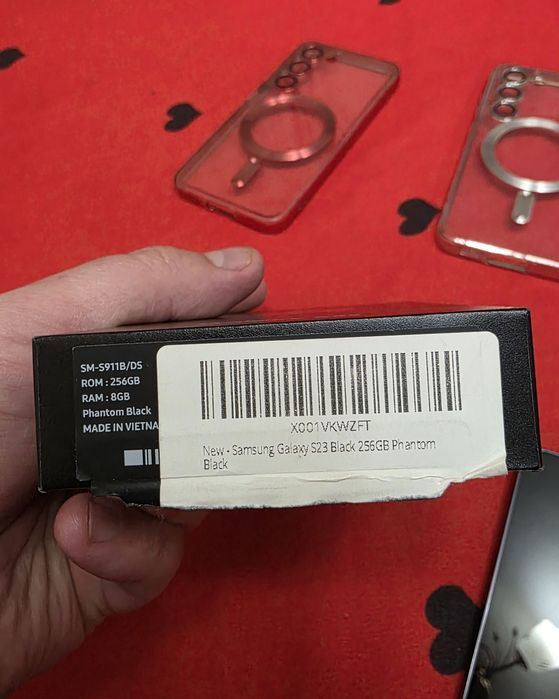 SM-S911B/DS
ROM : 256GB
RAM : 8GB
Phantom Black
MADE IN VIETNA
X001VKWZFT
New - Samsung Galaxy S23 Black 256GB Phantom
Black